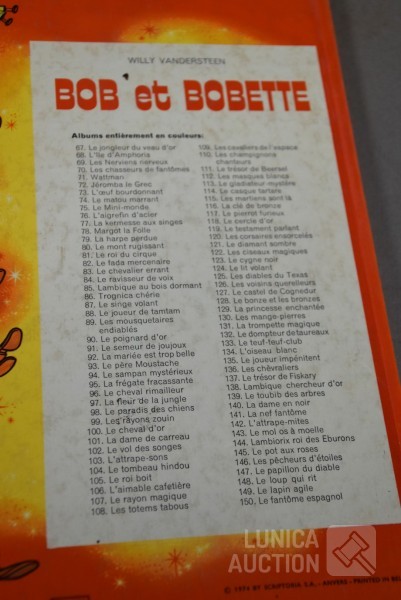 WILLY VANDERSTEEN
BOB et BOBETTE
Albums entièrement en couleurs:
67. Le jongleur du veau d'or
68. L'île d'Amphoria
69. Les Nerviens nerveux
70. Les chasseurs de fantômes
71. Wattman
72. Jéromba le Grec
73. L'œuf bourdonnant
74. Le matou marrant
75. Le Mini-monde
76. L'aigrefin d'acier
77. La kermesse aux singes
78. Margôt la Folle
79. La harpe perdue
80. Le mont rugissant
81. Le roi du cirque
82. Le fada mercenaire
83. Le chevalier errant
84. Le ravisseur de voix
85. Lambique au bois dormant
86. Trognica chérie
87. Le singe volant
88. Le joueur de tamtam
89. Les mousquetaires
endiablés
90. Le poignard d'or
91. Le semeur de joujoux
92. La mariée est trop belle
93. Le père Moustache
94. Le sampan mystérieux
95. La frégate fracassante
96. Le cheval rimailleur
97. La fleur de la jungle
98. Le paradis des chiens
99. Les rayons zouin
100. Le cheval d'or
101. La dame de carreau
102. Le vol des songes
103. L'attrape-sons
104. Le tombeau hindou
105. Le roi boit
106. L'aimable cafetière
107. Le rayon magique
108. Les totems tabous
109. Les cavaliers de l'espace
110. Les champignons
chanteurs
111. Le trésor de Beersel
112. Les masques blancs
113. Le gladiateur-mystère
114. Le casque tartare
115. Les martiens sont là
116. La clé de bronze
117. Le pierrot furieux
118. Le cercle d'or
119. Le testament parlant
120. Les corsaires ensorcelés
121. Le diamant sombre
122. Les oiseaux magiques
123. Le cygne noir
124. Le lit volant
125. Les diables du Texas
126. Les voisins querelleurs
127. Le castel de Cognedur
128. Le bonze et les bronzes
129. La princesse enchantée
130. Les mange-pierres
131. La trompette magique
132. Le dompteur de taureaux
133. Le teuf-teuf-club
134. L'oiseau blanc
135. Le joueur impénitent
136. Les chèvraliers
137. Le trésor de Fiskary
138. Lambique chercheur d'or
139. Le toubib des arbres
140. La dame en noir
141. La nef fantôme
142. L'attrape-mites
143. Le mol os à moelle
144. Lambiorix roi des Eburons
145. Le pot aux roses
146. Les pêcheurs d'étoiles
147. Le papillon du diable
148. Le loup qui rit
149. Le lapin agile
150. Le fantôme espagnol
LUNICA
AUCTION
© 1974 BY SCRIPTORIA S.A. - ANVERS - PRINTED IN BE